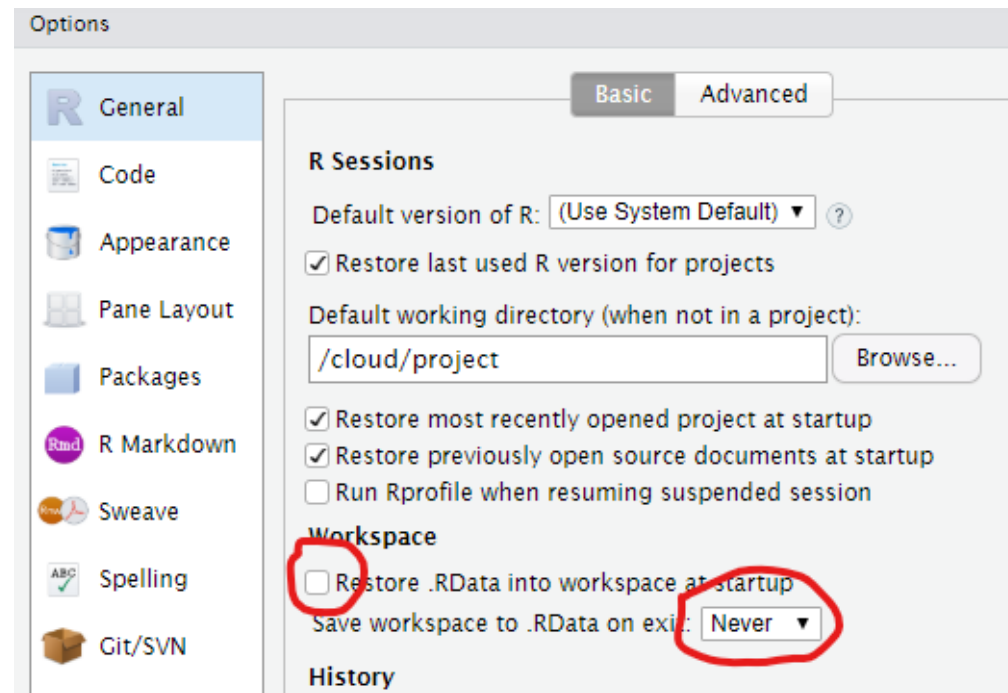 Options
General
Code
Appearance
Pane Layout
Packages
Rmd R Markdown
Sweave
ABC Spelling
Git/SVN
Basic Advanced
R Sessions
Default version of R: (Use System Default) ?
Restore last used R version for projects
Default working directory (when not in a project):
/cloud/project Browse...
Restore most recently opened project at startup
Restore previously open source documents at startup
Run Rprofile when resuming suspended session
Workspace
Restore .RData into workspace at startup
Save workspace to .RData on exit: Never
History